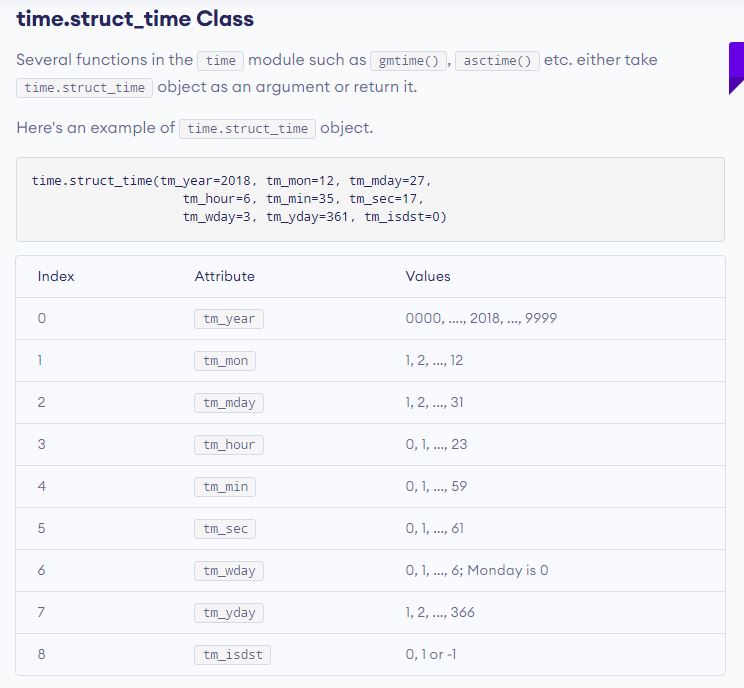 time.struct_time Class
Several functions in the time module such as gmtime(), asctime() etc. either take
time.struct_time object as an argument or return it.
Here's an example of time.struct_time object.
time.struct_time(tm_year=2018, tm_mon=12, tm_mday=27,
tm_hour=6, tm_min=35, tm_sec=17,
tm_wday=3, tm_yday=361, tm_isdst=0)
Index Attribute Values
0 tm_year 0000, ...., 2018, ..., 9999
1 tm_mon 1, 2, ..., 12
2 tm_mday 1, 2, ..., 31
3 tm_hour 0, 1, ..., 23
4 tm_min 0, 1, ..., 59
5 tm_sec 0, 1, ..., 61
6 tm_wday 0, 1, ..., 6; Monday is 0
7 tm_yday 1, 2, ..., 366
8 tm_isdst 0, 1 or -1